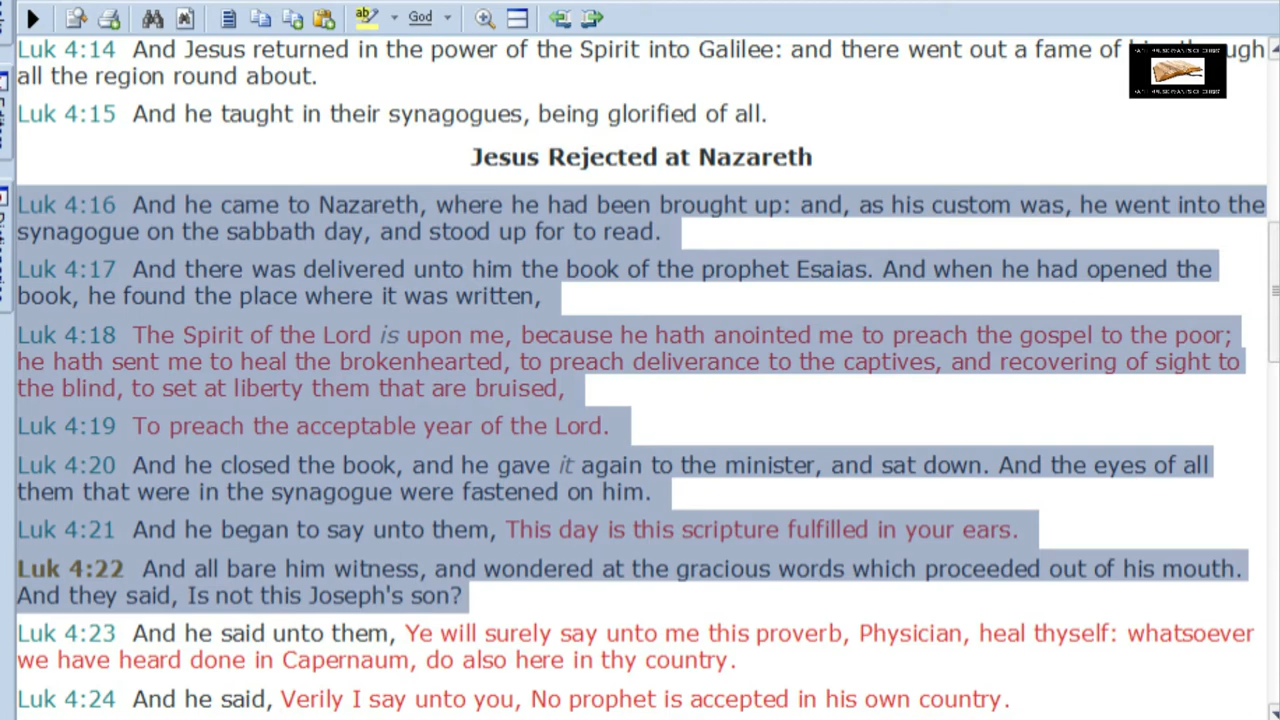 God
Luk 4:14 And Jesus returned in the power of the Spirit into Galilee: and there went out a fame of through
all the region round about.
Luk 4:15 And he taught in their synagogues, being glorified of all.
Jesus Rejected at Nazareth
Luk 4:16 And he came to Nazareth, where he had been brought up: and, as his custom was, he went into the
synagogue on the sabbath day, and stood up for to read.
Luk 4:17 And there was delivered unto him the book of the prophet Esaias. And when he had opened the
book, he found the place where it was written,
Luk 4:18 The Spirit of the Lord is upon me, because he hath anointed me to preach the gospel to the poor;
he hath sent me to heal the brokenhearted, to preach deliverance to the captives, and recovering of sight to
the blind, to set at liberty them that are bruised,
Luk 4:19 To preach the acceptable year of the Lord.
Luk 4:20 And he closed the book, and he gave it again to the minister, and sat down. And the eyes of all
them that were in the synagogue were fastened on him.
Luk 4:21 And he began to say unto them, This day is this scripture fulfilled in your ears.
Luk 4:22 And all bare him witness, and wondered at the gracious words which proceeded out of his mouth.
And they said, Is not this Joseph's son?
Luk 4:23 And he said unto them, Ye will surely say unto me this proverb, Physician, heal thyself: whatsoever
we have heard done in Capernaum, do also here in thy country.
Luk 4:24 And he said, Verily I say unto you, No prophet is accepted in his own country.